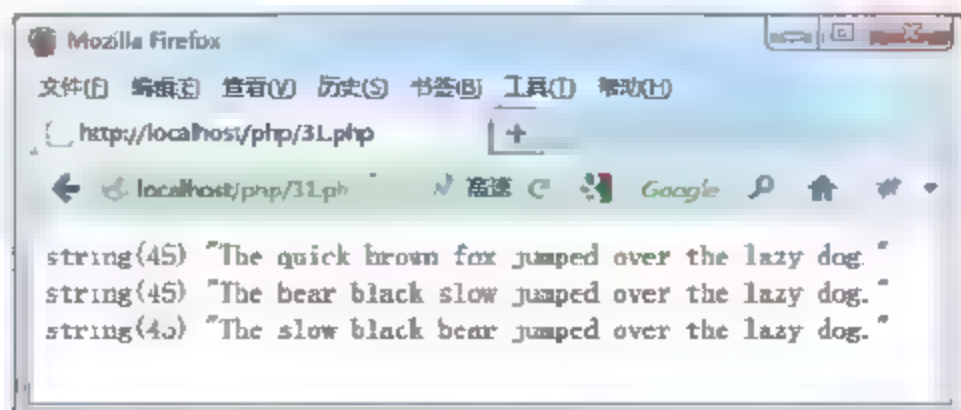 Mozilla Firefox
文件(F) 编辑(E) 查看(V) 历史(S) 书签(B) 工具(T) 帮助(H)
http://localhost/php/31.php +
localhost/php/31.ph 高速 C Google
string(45) "The quick brown fox jumped over the lazy dog."
string(45) "The bear black slow jumped over the lazy dog."
string(45) "The slow black bear jumped over the lazy dog."